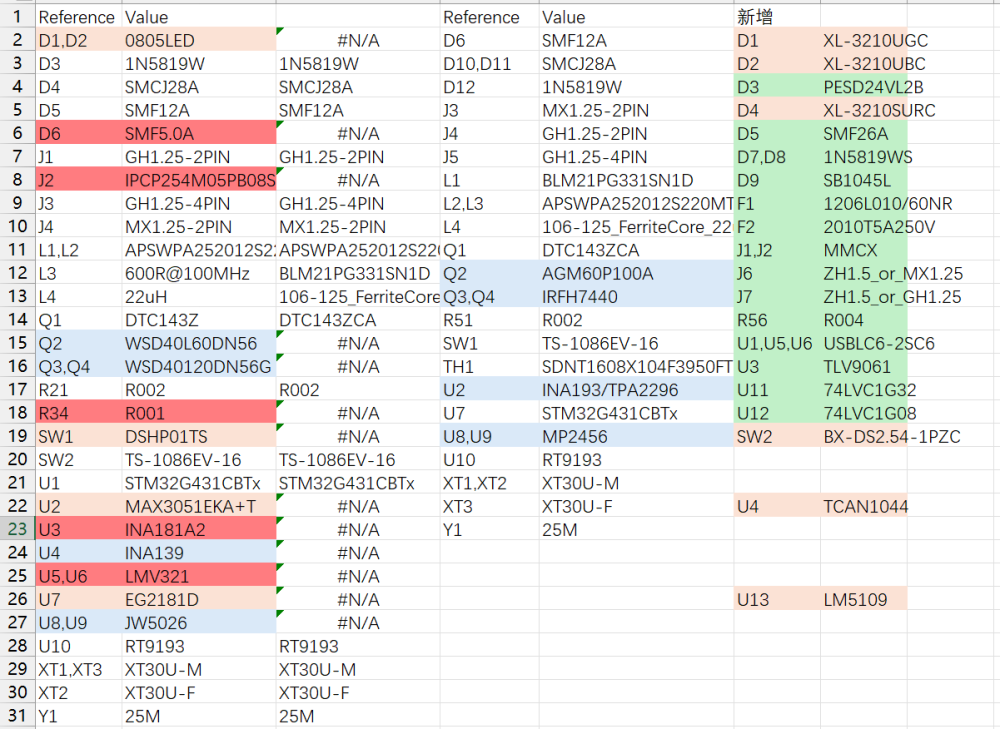 1 Reference Value Reference Value 新增
2 D1,D2 0805LED #N/A D6 SMF12A D1 XL-3210UGC
3 D3 1N5819W 1N5819W D10,D11 SMCJ28A D2 XL-3210UBC
4 D4 SMCJ28A SMCJ28A D12 1N5819W D3 PESD24VL2B
5 D5 SMF12A SMF12A J3 MX1.25-2PIN D4 XL-3210SURC
6 D6 SMF5.0A #N/A J4 GH1.25-2PIN D5 SMF26A
7 J1 GH1.25-2PIN GH1.25-2PIN J5 GH1.25-4PIN D7,D8 1N5819WS
8 J2 IPCP254M05PB08S #N/A L1 BLM21PG331SN1D D9 SB1045L
9 J3 GH1.25-4PIN GH1.25-4PIN L2,L3 APSWPA252012S220MT F1 1206L010/60NR
10 J4 MX1.25-2PIN MX1.25-2PIN L4 106-125_FerriteCore_22 F2 2010T5A250V
11 L1,L2 APSWPA252012S22 APSWPA252012S220 Q1 DTC143ZCA J1,J2 MMCX
12 L3 600R@100MHz BLM21PG331SN1D Q2 AGM60P100A J6 ZH1.5_or_MX1.25
13 L4 22uH 106-125_FerriteCore Q3,Q4 IRFH7440 J7 ZH1.5_or_GH1.25
14 Q1 DTC143Z DTC143ZCA R51 R002 R56 R004
15 Q2 WSD40L60DN56 #N/A SW1 TS-1086EV-16 U1,U5,U6 USBLC6-2SC6
16 Q3,Q4 WSD40120DN56G #N/A TH1 SDNT1608X104F3950FT U3 TLV9061
17 R21 R002 R002 U2 INA193/TPA2296 U11 74LVC1G32
18 R34 R001 #N/A U7 STM32G431CBTx U12 74LVC1G08
19 SW1 DSHP01TS #N/A U8,U9 MP2456 SW2 BX-DS2.54-1PZC
20 SW2 TS-1086EV-16 TS-1086EV-16 U10 RT9193
21 U1 STM32G431CBTx STM32G431CBTx XT1,XT2 XT30U-M
22 U2 MAX3051EKA+T #N/A XT3 XT30U-F U4 TCAN1044
23 U3 INA181A2 #N/A Y1 25M
24 U4 INA139 #N/A
25 U5,U6 LMV321 #N/A
26 U7 EG2181D #N/A U13 LM5109
27 U8,U9 JW5026 #N/A
28 U10 RT9193 RT9193
29 XT1,XT3 XT30U-M XT30U-M
30 XT2 XT30U-F XT30U-F
31 Y1 25M 25M